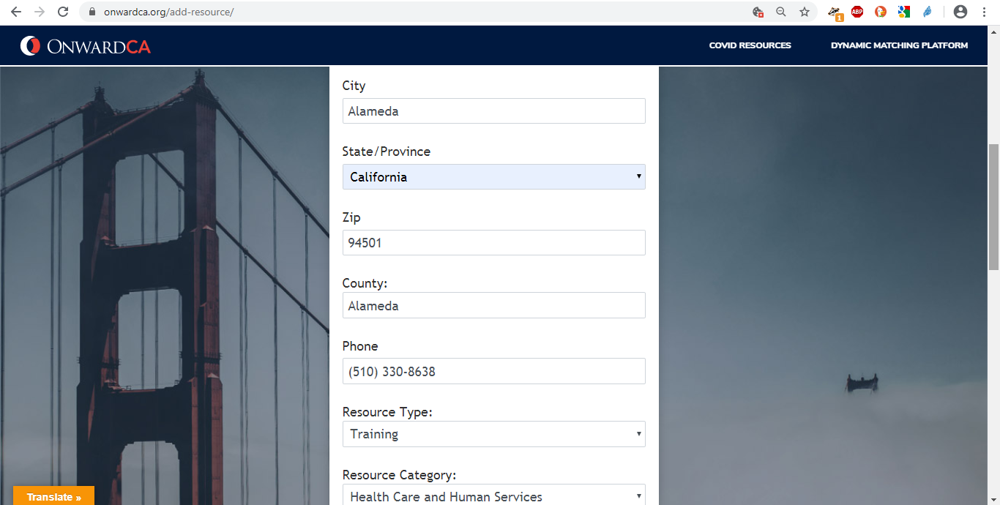 onwardca.org/add-resource/
1
ABP
ONWARDCA
COVID RESOURCES
DYNAMIC MATCHING PLATFORM
City
Alameda
State/Province
California
Zip
94501
County:
Alameda
Phone
(510) 330-8638
Resource Type:
Training
Resource Category:
Health Care and Human Services
Translate »